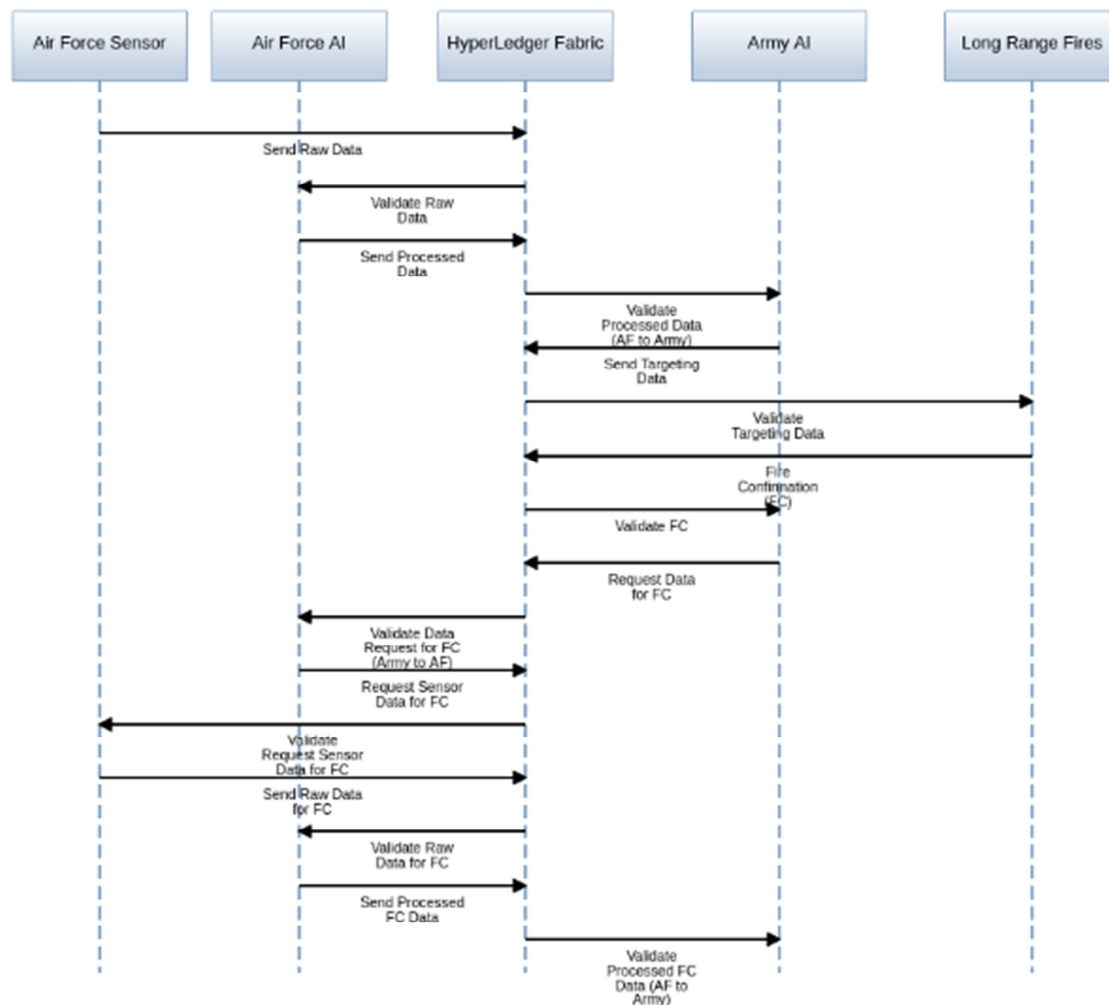 Air Force Sensor
Air Force AI
HyperLedger Fabric
Army AI
Long Range Fires
Send Raw Data
Validate Raw
Data
Send Processed
Data
Validate
Processed Data
(AF to Army)
Send Targeting
Data
Validate
Targeting Data
Fire
Confirmation
(FC)
Validate FC
Request Data
for FC
Validate Data
Request for FC
(Army to AF)
Request Sensor
Data for FC
Validate
Request Sensor
Data for FC
Send Raw Data
for FC
Validate Raw
Data for FC
Send Processed
FC Data
Validate
Processed FC
Data (AF to
Army)